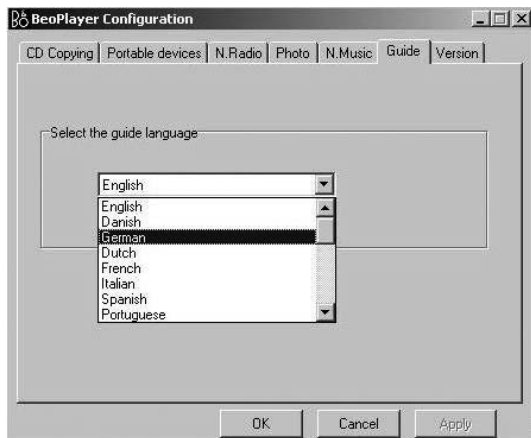 BeoPlayer Configuration
CD Copying Portable devices N.Radio Photo N.Music Guide Version
Select the guide language
English
English
Danish
German
Dutch
French
Italian
Spanish
Portuguese
OK Cancel Apply